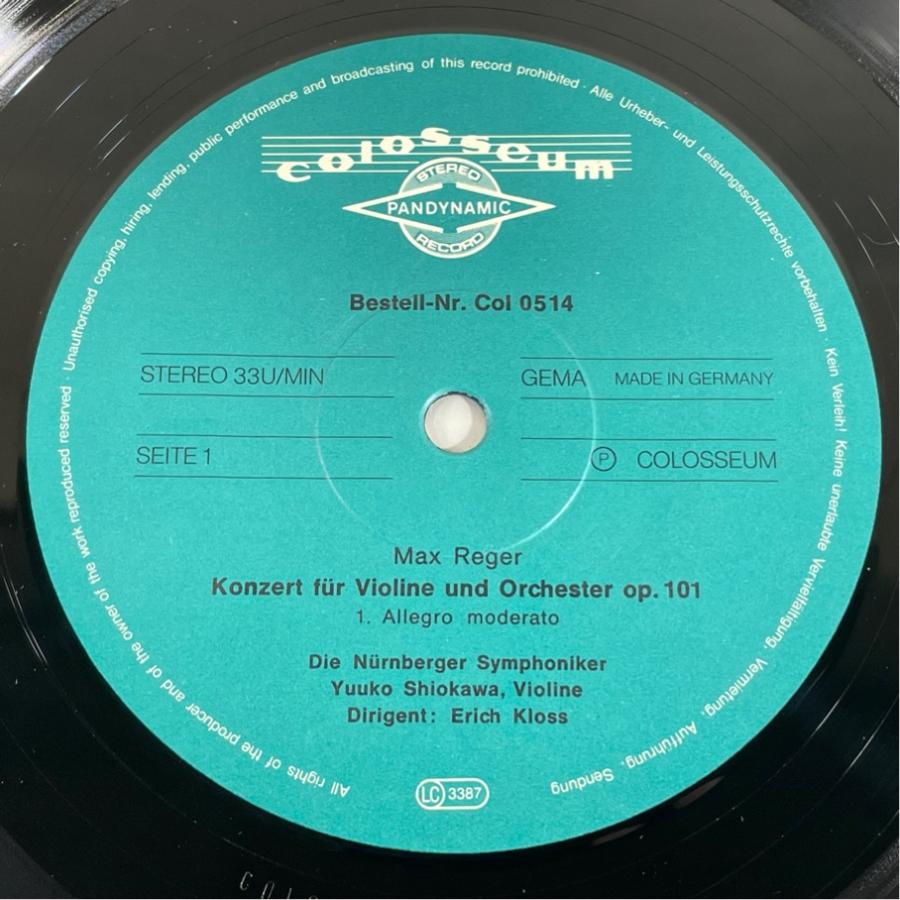 colosseum
STEREO
PANDYNAMIC
RECORD
Bestell-Nr. Col 0514
STEREO 33U/MIN
GEMA MADE IN GERMANY
SEITE 1
Ⓟ COLOSSEUM
Max Reger
Konzert für Violine und Orchester op. 101
1. Allegro moderato
Die Nürnberger Symphoniker
Yuuko Shiokawa, Violine
Dirigent: Erich Kloss
LC 3387
All rights of the producer and of the owner of the work reproduced reserved Unauthorised copying, hiring, lending, public performance and broadcasting of this record prohibited · Alle Urheber- und Leistungsschutzrechte vorbehalten Kein Verleih! Keine unerlaubte Vervielfältigung, Vermietung, Aufführung, Sendung